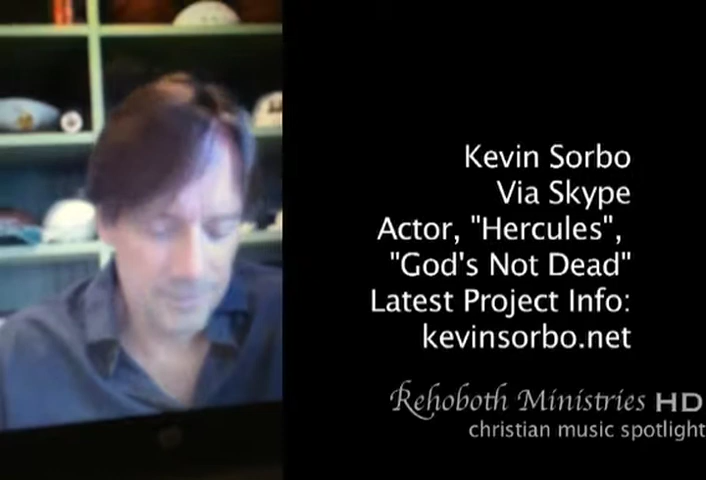 Kevin Sorbo
Via Skype
Actor, "Hercules",
"God's Not Dead"
Latest Project Info:
kevinsorbo.net
Rehoboth Ministries HD
christian music spotlight